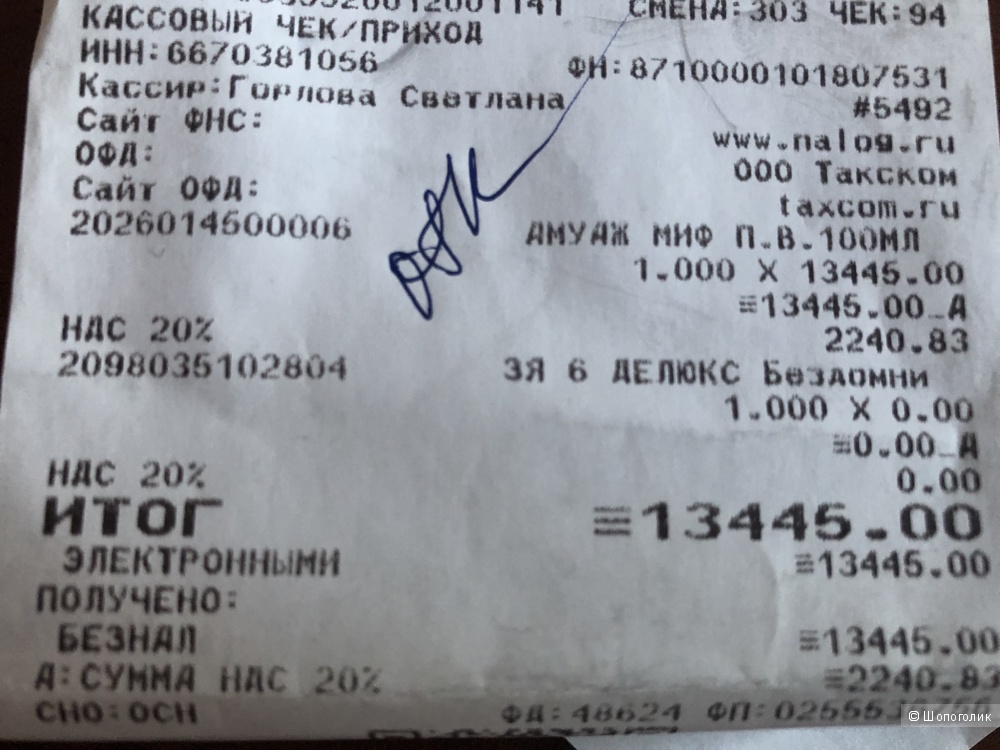 СМЕНА:303 ЧЕК:94
КАССОВЫЙ ЧЕК/ПРИХОД
ИНН:6670381056 ФН:8710000101807531
Кассир:Горлова Светлана #5492
Сайт ФНС: www.nalog.ru
ОФД: ООО Такском
Сайт ОФД: taxcom.ru
2026014500006 АМУАЖ МИФ П.В.100МЛ
1.000 X 13445.00
≡13445.00_А
НДС 20% 2240.83
2098035102804 ЗЯ 6 ДЕЛЮКС Бездомни
1.000 X 0.00
≡0.00_А
НДС 20% 0.00
ИТОГ ≡13445.00
ЭЛЕКТРОННЫМИ ≡13445.00
ПОЛУЧЕНО:
БЕЗНАЛ ≡13445.00
А:СУММА НДС 20% ≡2240.83
СНО:ОСН ФД:48624 ФП:
© Шопоголик